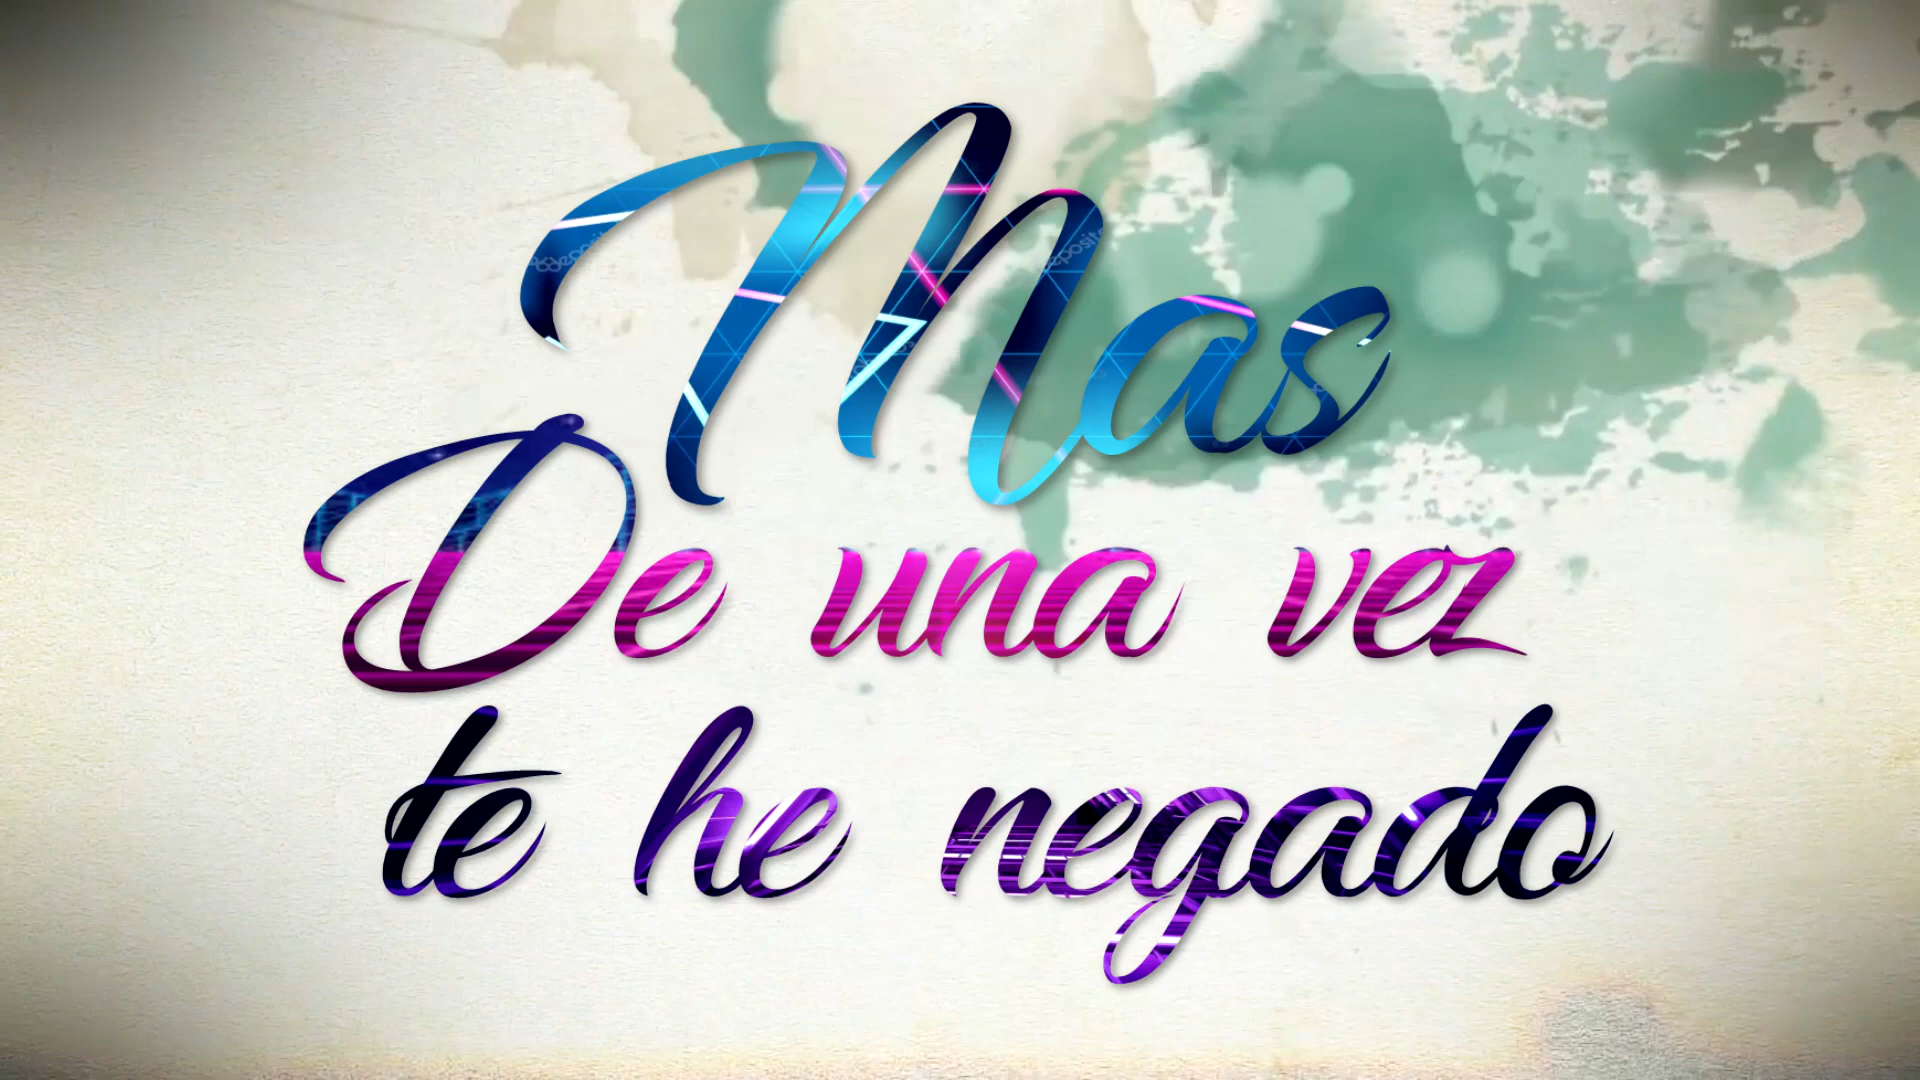 Mas
De una vez
te he negado